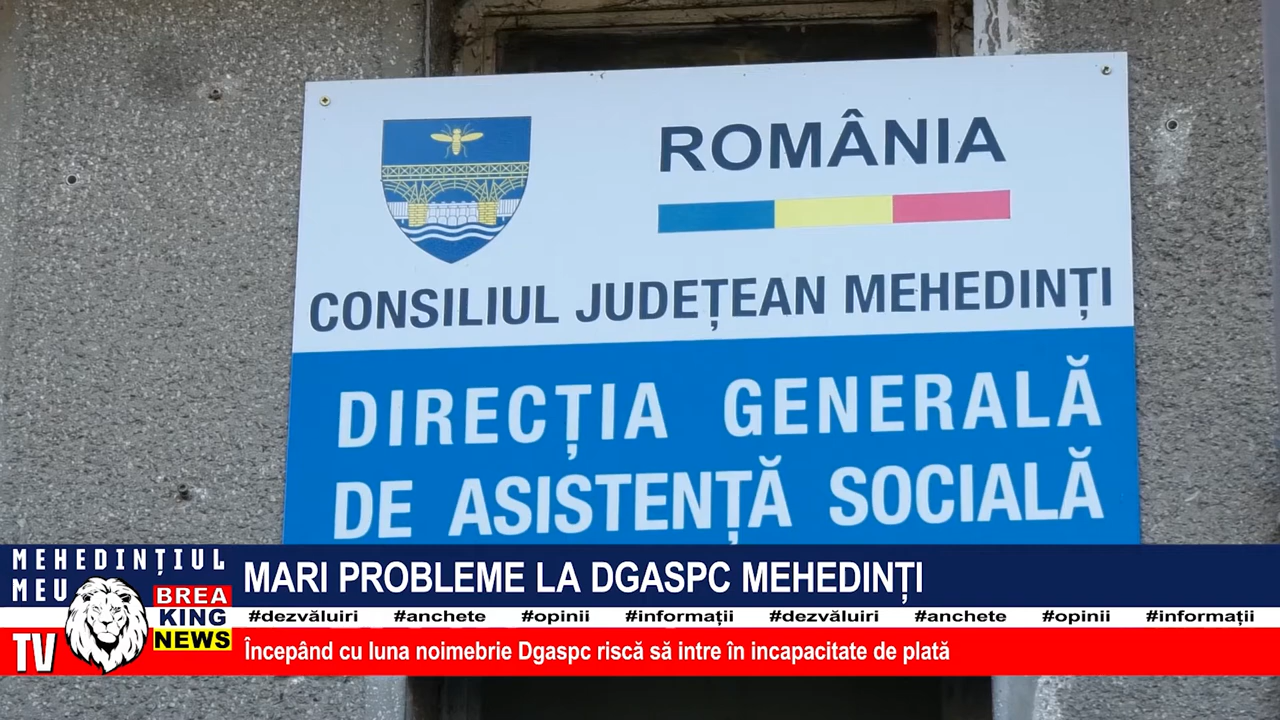 ROMÂNIA
CONSILIUL JUDEȚEAN MEHEDINȚI
DIRECȚIA GENERALĂ
DE ASISTENȚĂ SOCIALĂ
MEHEDINȚIUL
MEU
BREA
KING
NEWS
TV
MARI PROBLEME LA DGASPC MEHEDINȚI
#dezvăluiri #anchete #opinii #informații #dezvăluiri #anchete #opinii #informații
Începând cu luna noimebrie Dgaspc riscă să intre în incapacitate de plată